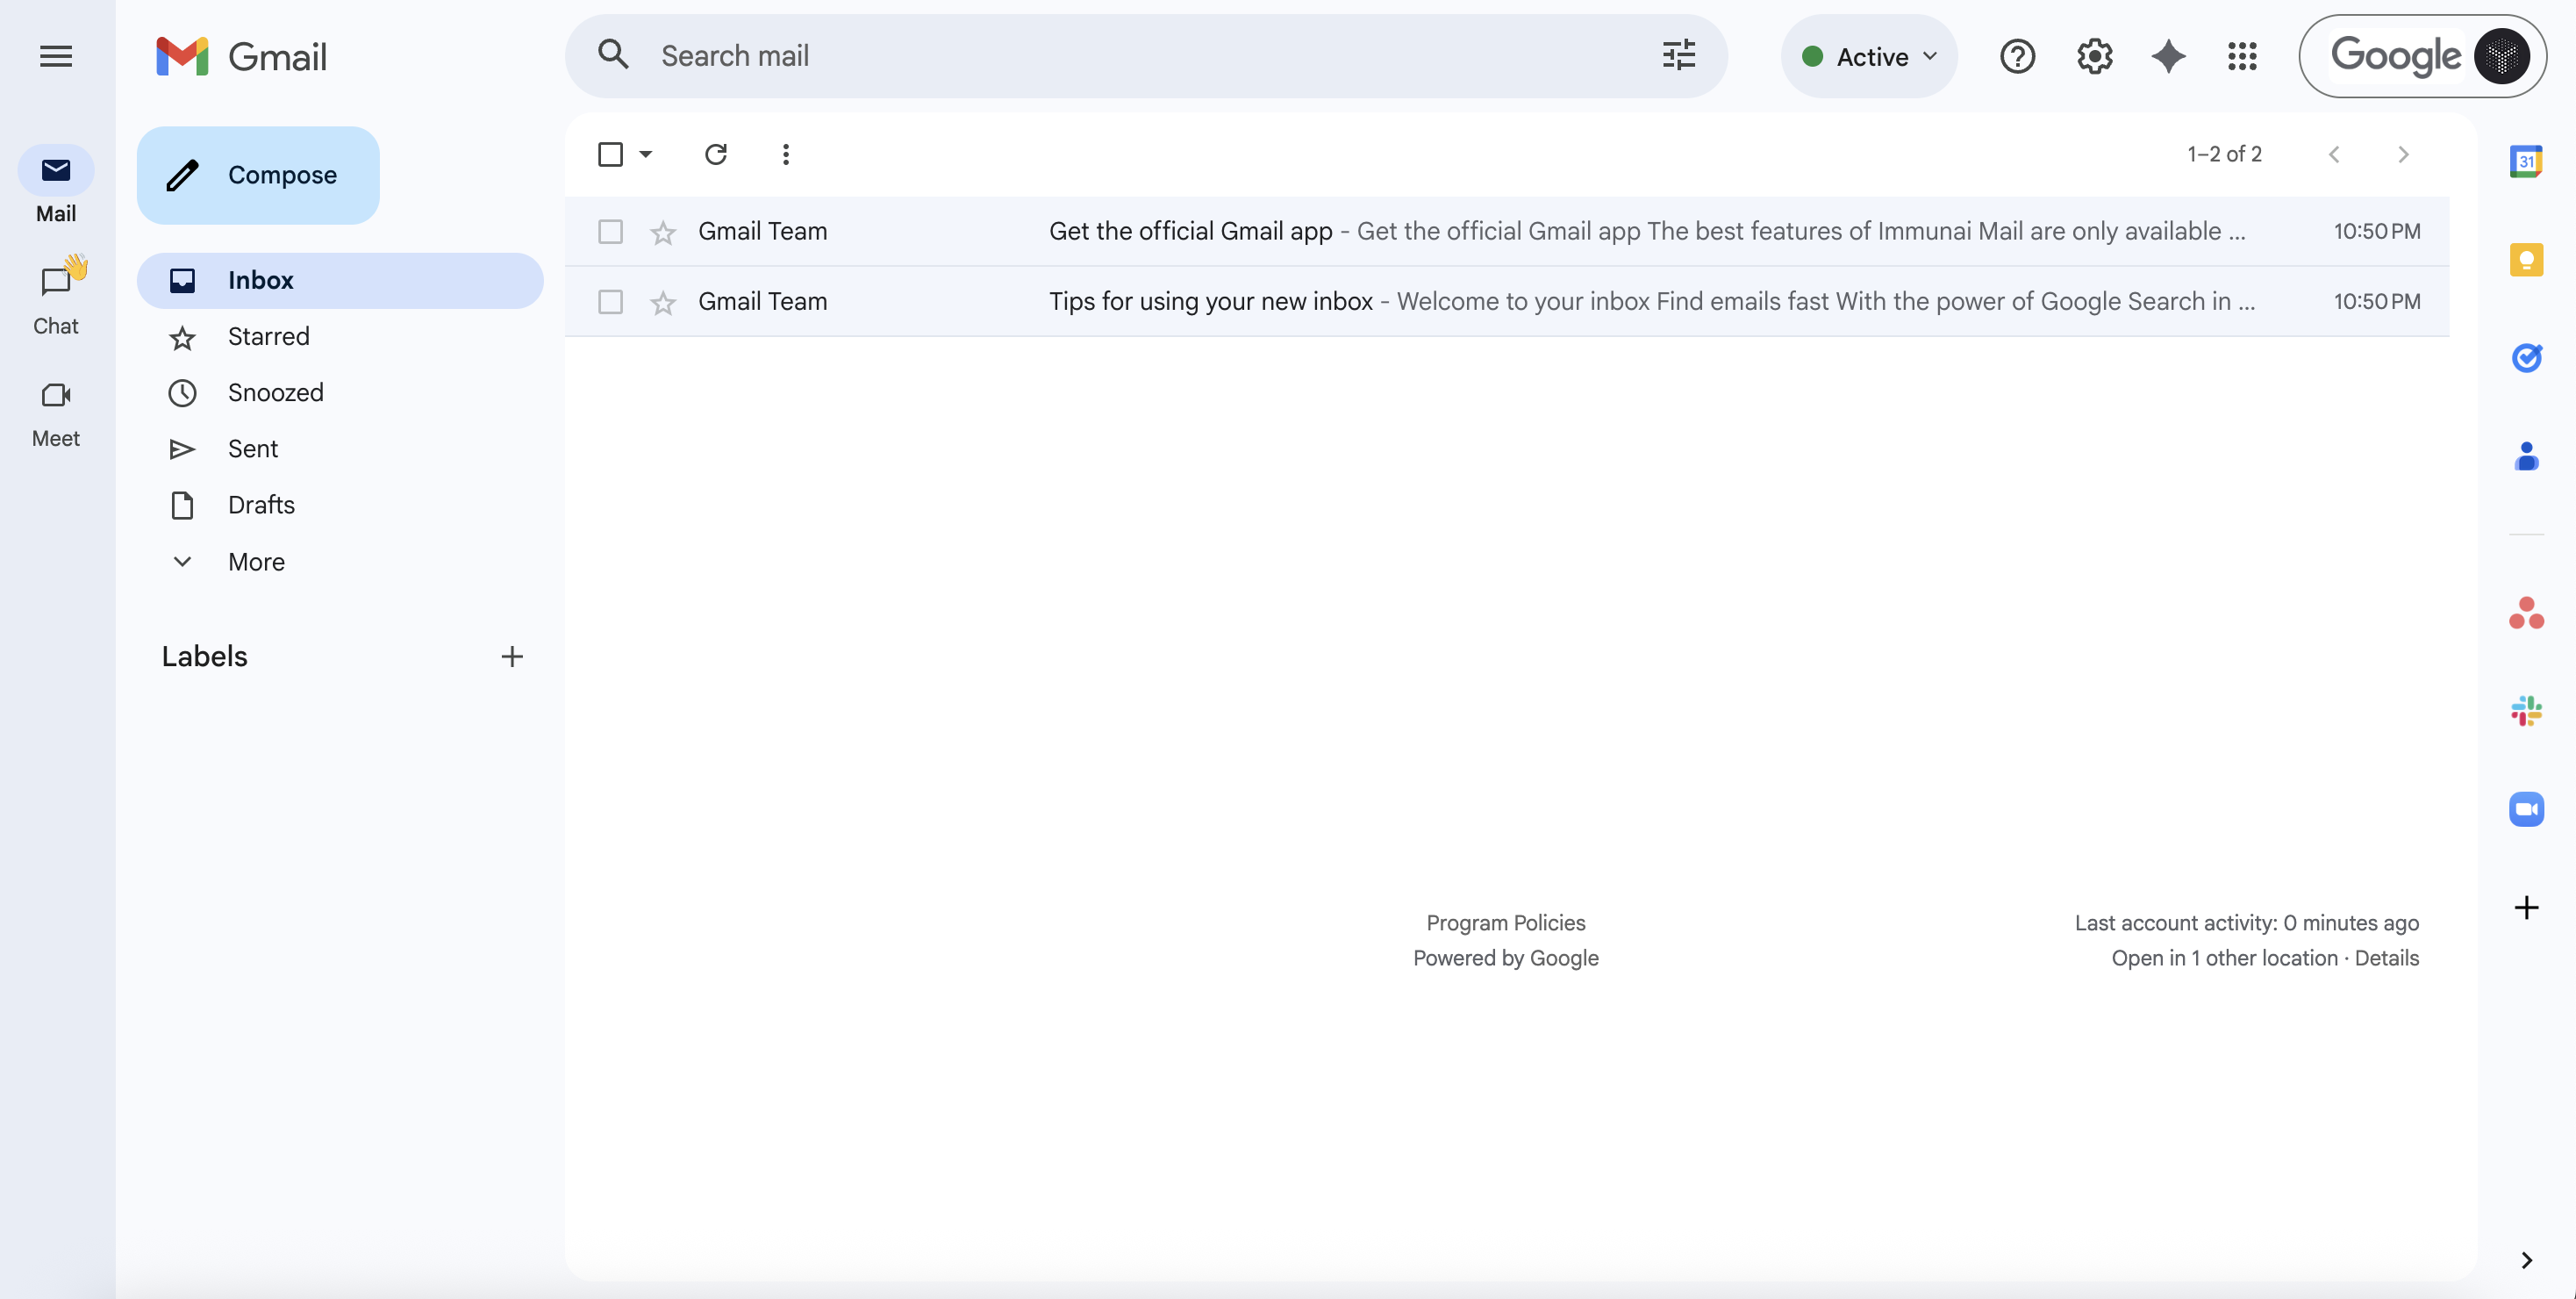 Gmail
Search mail
Active
Google
Compose
Mail
Chat
Meet
Inbox
Starred
Snoozed
Sent
Drafts
More
Labels
1–2 of 2
Gmail Team Get the official Gmail app - Get the official Gmail app The best features of Immunai Mail are only available ... 10:50 PM
Gmail Team Tips for using your new inbox - Welcome to your inbox Find emails fast With the power of Google Search in ... 10:50 PM
Program Policies
Powered by Google
Last account activity: 0 minutes ago
Open in 1 other location · Details
31